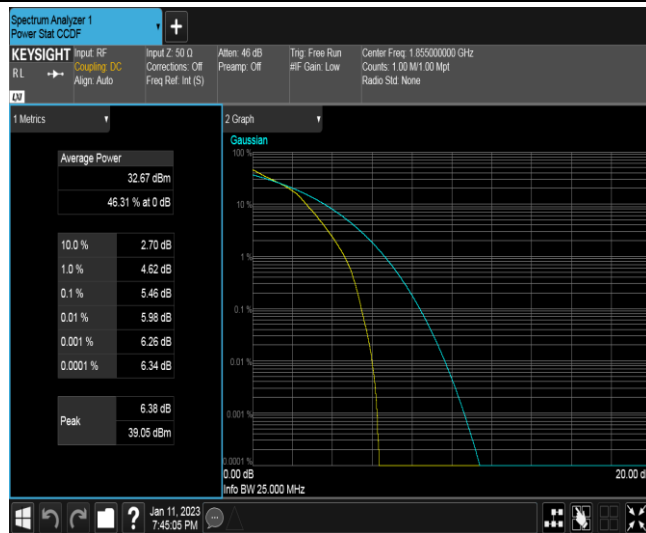 Spectrum Analyzer 1
Power Stat CCDF
+
KEYSIGHT
RL
Input: RF
Coupling: DC
Align: Auto
Input Z: 50 Ω
Corrections: Off
Freq Ref: Int (S)
Atten: 46 dB
Preamp: Off
Trig: Free Run
#IF Gain: Low
Center Freq: 1.855000000 GHz
Counts: 1.00 M/1.00 Mpt
Radio Std: None
1 Metrics
Average Power
32.67 dBm
46.31 % at 0 dB
10.0 % 2.70 dB
1.0 % 4.62 dB
0.1 % 5.46 dB
0.01 % 5.98 dB
0.001 % 6.26 dB
0.0001 % 6.34 dB
Peak
6.38 dB
39.05 dBm
2 Graph
Gaussian
100 %
10 %
1 %
0.1 %
0.01 %
0.001 %
0.0001 %
0.00 dB
20.00 d
Info BW 25.000 MHz
?
Jan 11, 2023
7:45:05 PM